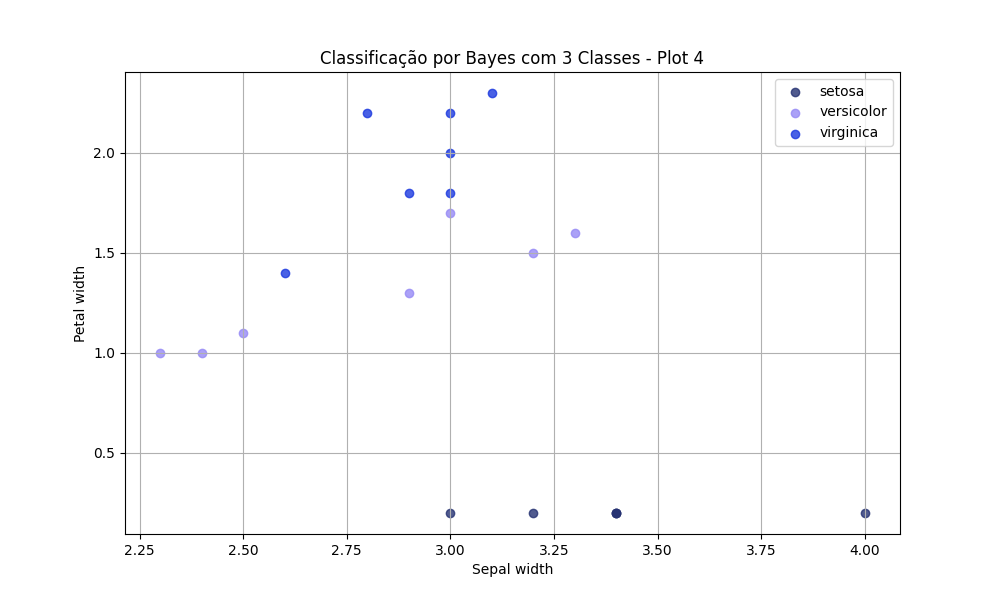 Classificação por Bayes com 3 Classes - Plot 4
setosa
versicolor
virginica
2.0
1.5
1.0
0.5
Petal width
2.25 2.50 2.75 3.00 3.25 3.50 3.75 4.00
Sepal width